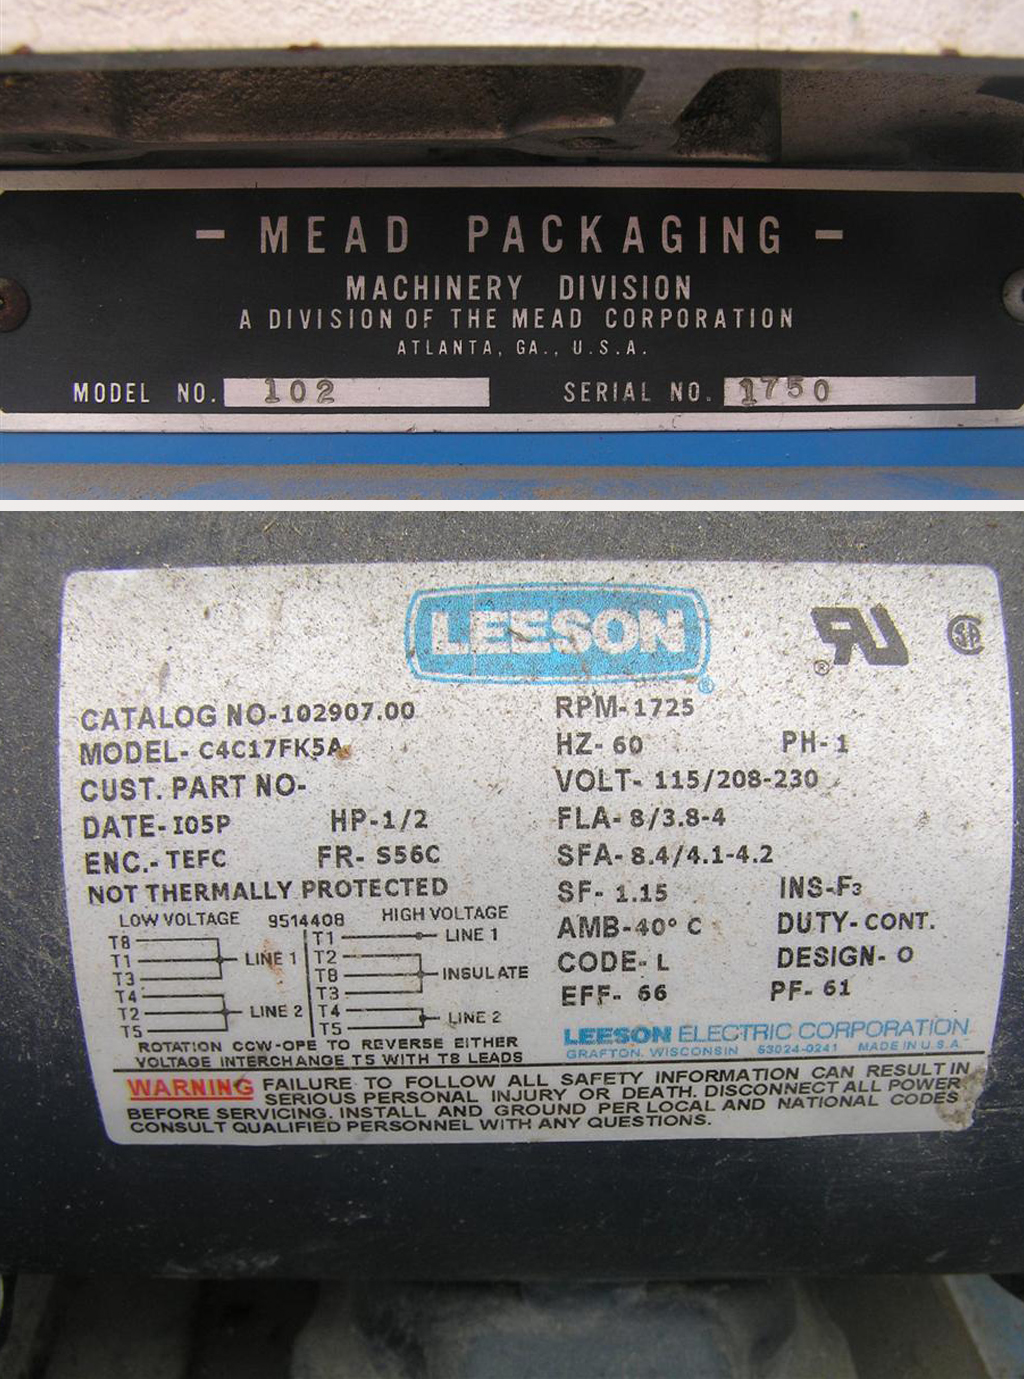 - MEAD PACKAGING -
MACHINERY DIVISION
A DIVISION OF THE MEAD CORPORATION
ATLANTA, GA., U.S.A.
MODEL NO. 102 SERIAL NO. 1750
LEESON
CATALOG NO-102907.00 RPM-1725
MODEL- C4C17FK5A HZ- 60 PH-1
CUST. PART NO- VOLT- 115/208-230
DATE-I05P HP-1/2 FLA- 8/3.8-4
ENC.- TEFC FR- S56C SFA- 8.4/4.1-4.2
NOT THERMALLY PROTECTED SF- 1.15 INS-F3
LOW VOLTAGE 9514408 HIGH VOLTAGE AMB-40° C DUTY- CONT.
CODE- L DESIGN- O
EFF- 66 PF- 61
T8 T1 LINE 1
T1 LINE 1 T2
T3 T8 INSULATE
T4 T3
T2 LINE 2 T4
T5 T5 LINE 2
ROTATION CCW-OPE TO REVERSE EITHER
VOLTAGE INTERCHANGE T5 WITH T8 LEADS
LEESON ELECTRIC CORPORATION
GRAFTON, WISCONSIN 53024-0241 MADE IN U.S.A.
WARNING FAILURE TO FOLLOW ALL SAFETY INFORMATION CAN RESULT IN
SERIOUS PERSONAL INJURY OR DEATH. DISCONNECT ALL POWER
BEFORE SERVICING. INSTALL AND GROUND PER LOCAL AND NATIONAL CODES
CONSULT QUALIFIED PERSONNEL WITH ANY QUESTIONS.